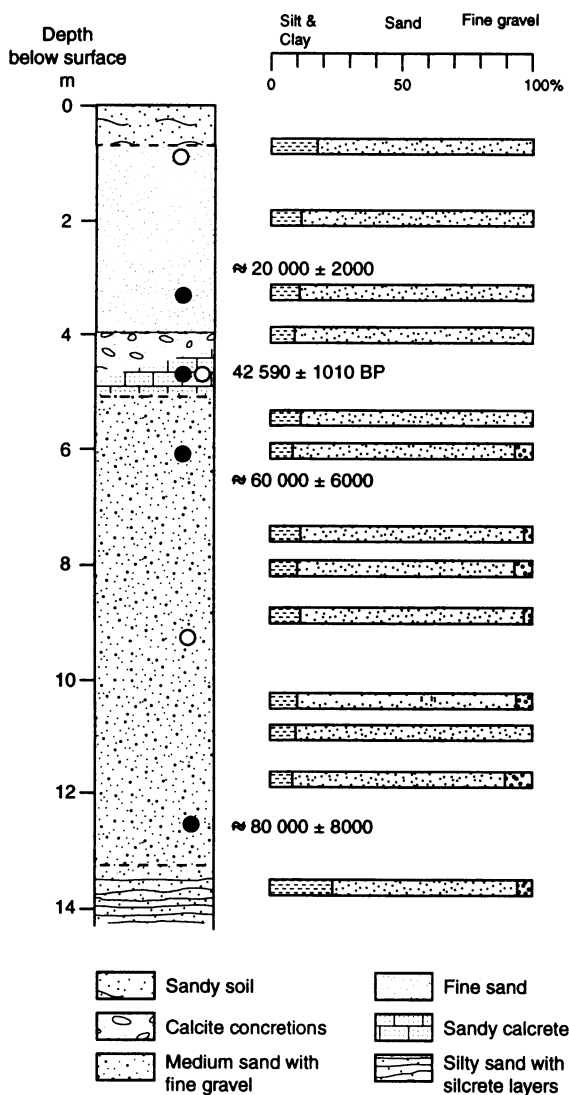 Depth
below surface
m
Silt &
Clay
Sand
Fine gravel
0
50
100%
0
2
4
6
8
10
12
14
≈ 20 000 ± 2000
42 590 ± 1010 BP
≈ 60 000 ± 6000
≈ 80 000 ± 8000
Sandy soil
Fine sand
Calcite concretions
Sandy calcrete
Medium sand with
fine gravel
Silty sand with
silcrete layers